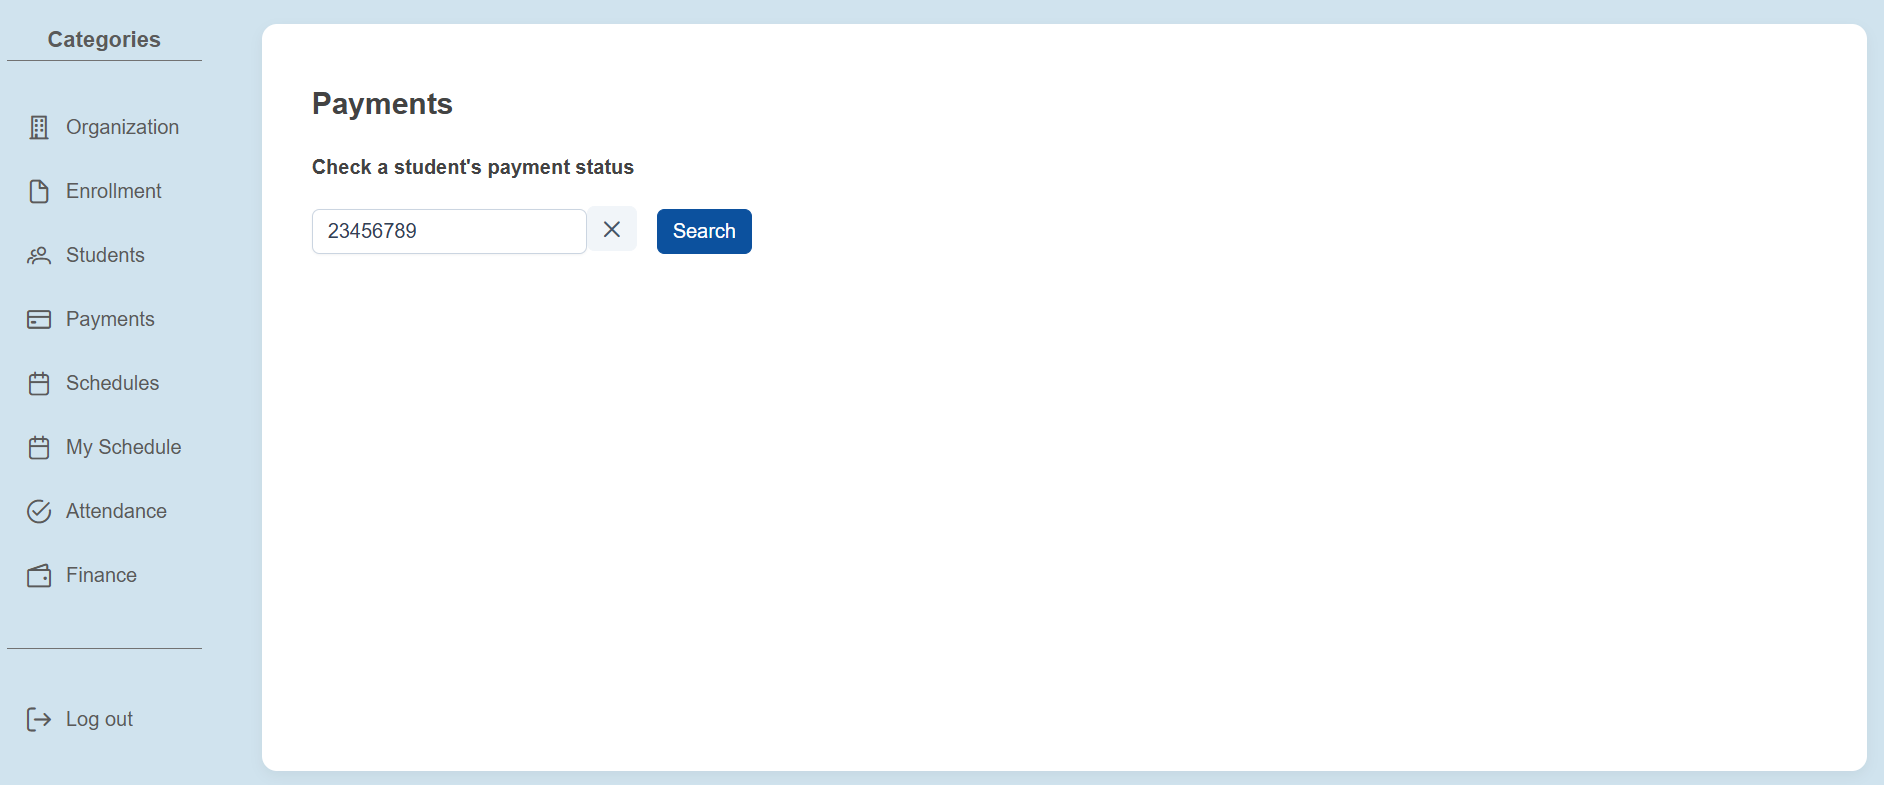 Categories
Organization
Enrollment
Students
Payments
Schedules
My Schedule
Attendance
Finance
Log out
Payments
Check a student's payment status
23456789
Search